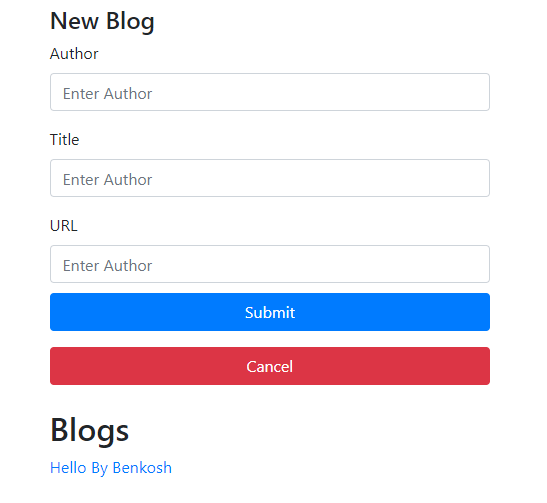 New Blog
Author
Enter Author
Title
Enter Author
URL
Enter Author
Submit
Cancel
Blogs
Hello By Benkosh